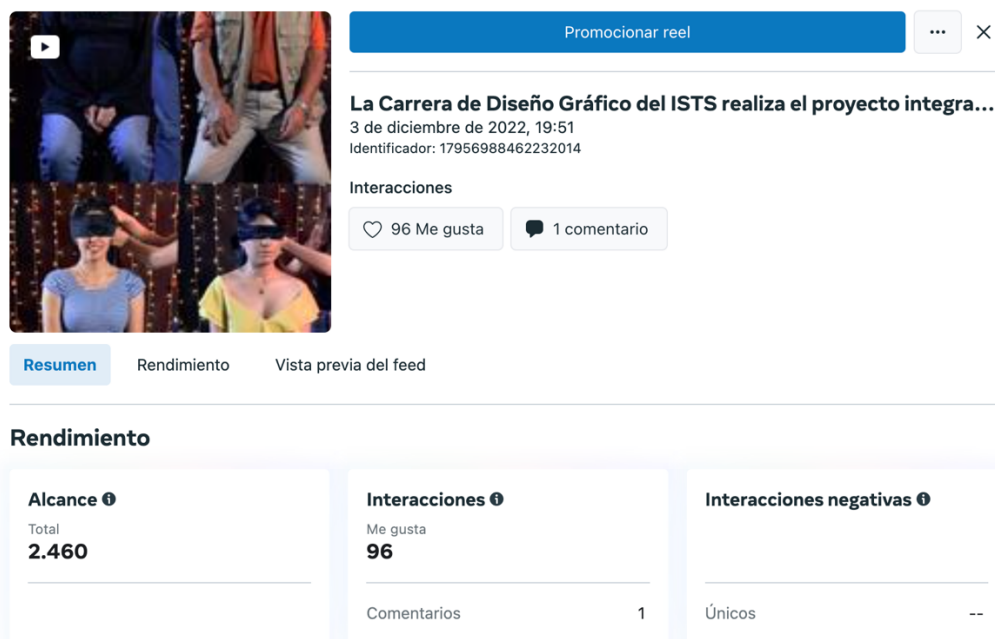 Promocionar reel
La Carrera de Diseño Gráfico del ISTS realiza el proyecto integra...
3 de diciembre de 2022, 19:51
Identificador: 17956988462232014
Interacciones
96 Me gusta
1 comentario
Resumen
Rendimiento
Vista previa del feed
Rendimiento
Alcance
Total
2.460
Interacciones
Me gusta
96
Comentarios 1
Interacciones negativas
Únicos --